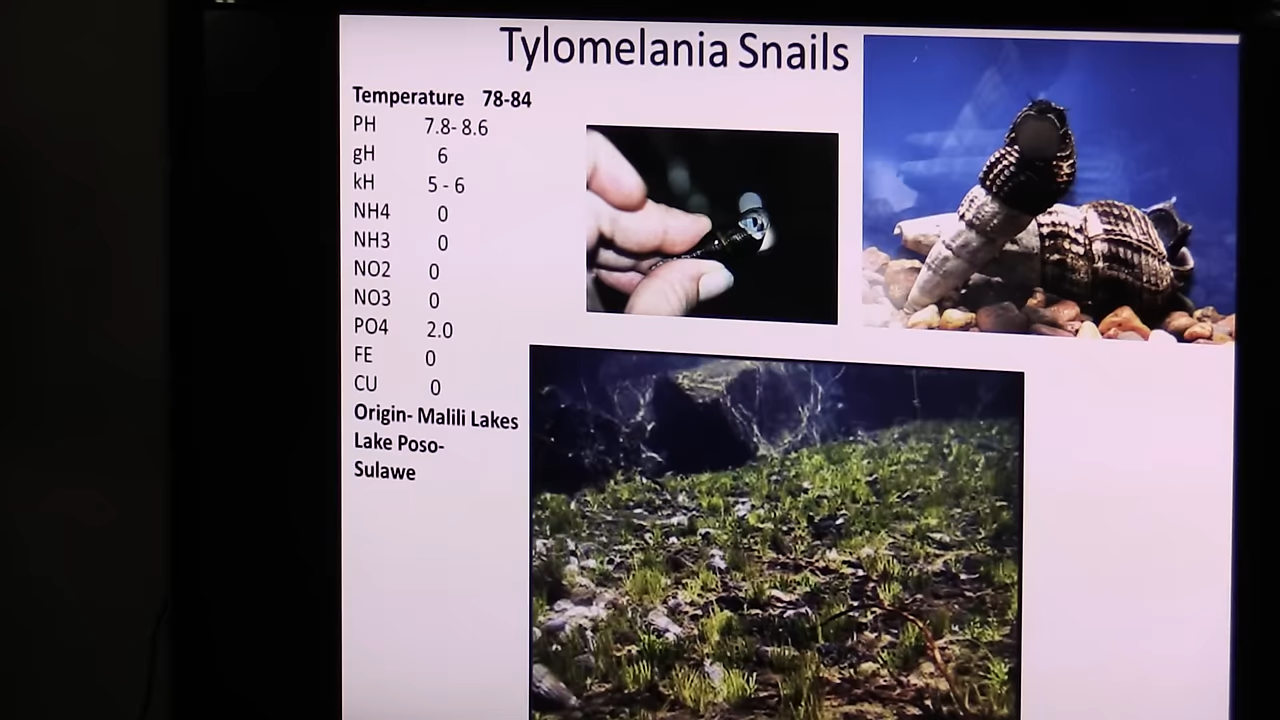 Tylomelania Snails
Temperature 78-84
PH 7.8- 8.6
gH 6
kH 5 - 6
NH4 0
NH3 0
NO2 0
NO3 0
PO4 2.0
FE 0
CU 0
Origin- Malili Lakes
Lake Poso-
Sulawe